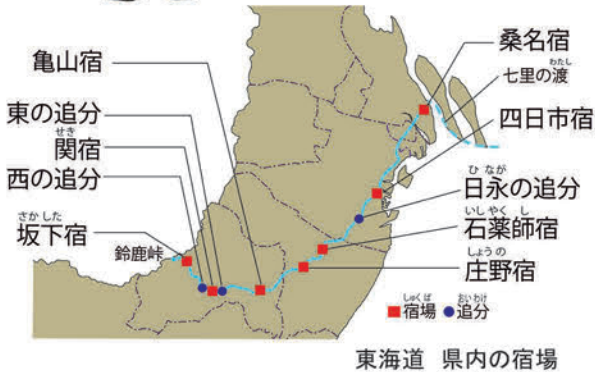 桑名宿
わたし
七里の渡
四日市宿
ひなが
日永の追分
いしやくし
石薬師宿
しょうの
庄野宿
亀山宿
東の追分
せき
関宿
西の追分
さかした
坂下宿
鈴鹿峠
しゅくば おいわけ
宿場 追分
東海道 県内の宿場